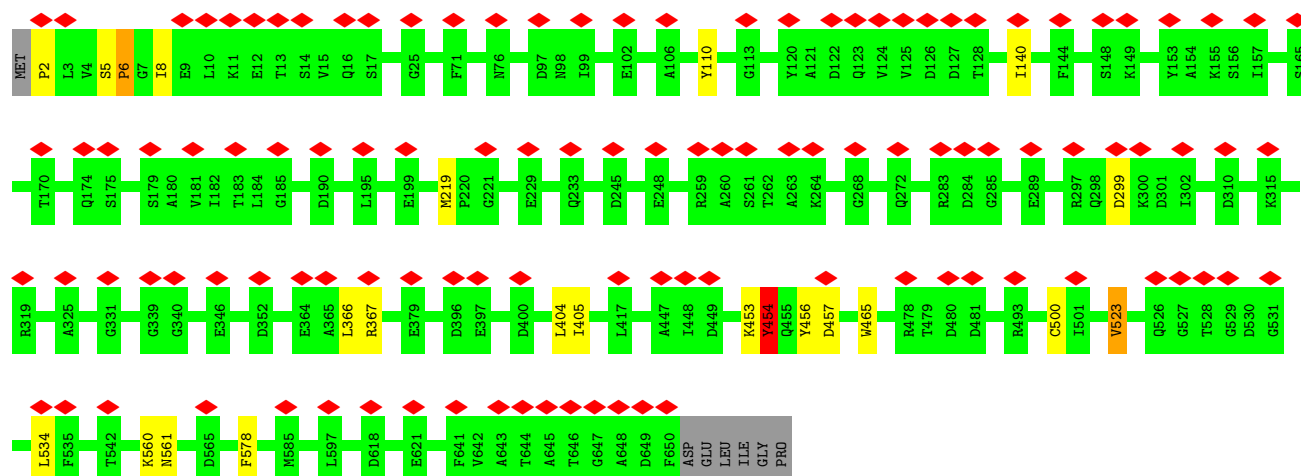 MET P2 L3 V4 S5 P6 G7 I8 E9 L10 K11 E12 T13 S14 V15 Q16 S17 G25 F71 N76 D97 N98 I99 E102 A106 Y110 G113 Y120 A121 D122 Q123 V124 V125 D126 D127 T128 I140 F144 S148 K149 Y153 A154 K155 S156 I157 S165
T170 Q174 S175 S179 A180 V181 I182 T183 L184 G185 D190 L195 E199 M219 P220 G221 E229 Q233 D245 E248 R259 A260 S261 T262 A263 K264 G268 Q272 R283 D284 G285 E289 R297 Q298 D299 K300 D301 I302 D310 K315
R319 A325 G331 G339 G340 E346 D352 E364 A365 L366 R367 E379 D396 E397 D400 L404 I405 L417 A447 I448 D449 K453 Y454 Q455 Y456 D457 W465 R478 T479 D480 D481 R493 C500 I501 V523 Q526 G527 T528 G529 D530 G531
L534 F535 T542 K560 N561 D565 F578 M585 L597 D618 E621 F641 V642 A643 T644 A645 T646 G647 A648 D649 F650 ASP GLU LEU ILE GLY PRO